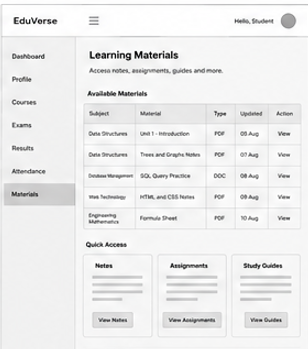 EduVerse
Hello, Student
Dashboard
Profile
Courses
Exams
Results
Attendance
Materials
Learning Materials
Access notes, assignments, guides and more.
Available Materials
Subject Material Type Updated Action
Data Structures Unit 1 - Introduction PDF 05 Aug View
Data Structures Trees and Graphs Notes PDF 07 Aug View
Database Management SQL Query Practice DOC 08 Aug View
Web Technology HTML and CSS Notes PDF 09 Aug View
Engineering Mathematics Formula Sheet PDF 10 Aug View
Quick Access
Notes
View Notes
Assignments
View Assignments
Study Guides
View Guides